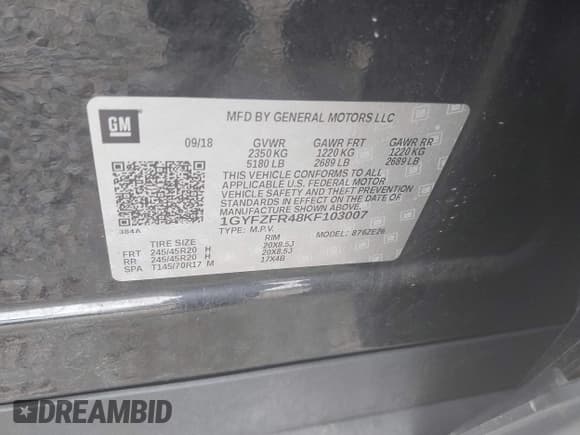 GM
MFD BY GENERAL MOTORS LLC
09/18 GVWR GAWR FRT GAWR RR
2350 KG 1220 KG 1220 KG
5180 LB 2689 LB 2689 LB
THIS VEHICLE CONFORMS TO ALL
APPLICABLE U.S. FEDERAL MOTOR
VEHICLE SAFETY AND THEFT PREVENTION
STANDARDS IN EFFECT ON THE DATE OF
MANUFACTURE SHOWN ABOVE.
384A
1GYFZFR48KF103007
TYPE: M.P.V. MODEL: 876ZE26
TIRE SIZE RIM
FRT 245/45R20 H 20X8.5J
RR 245/45R20 H 20X8.5J
SPA T145/70R17 M 17X4B
DREAMBID